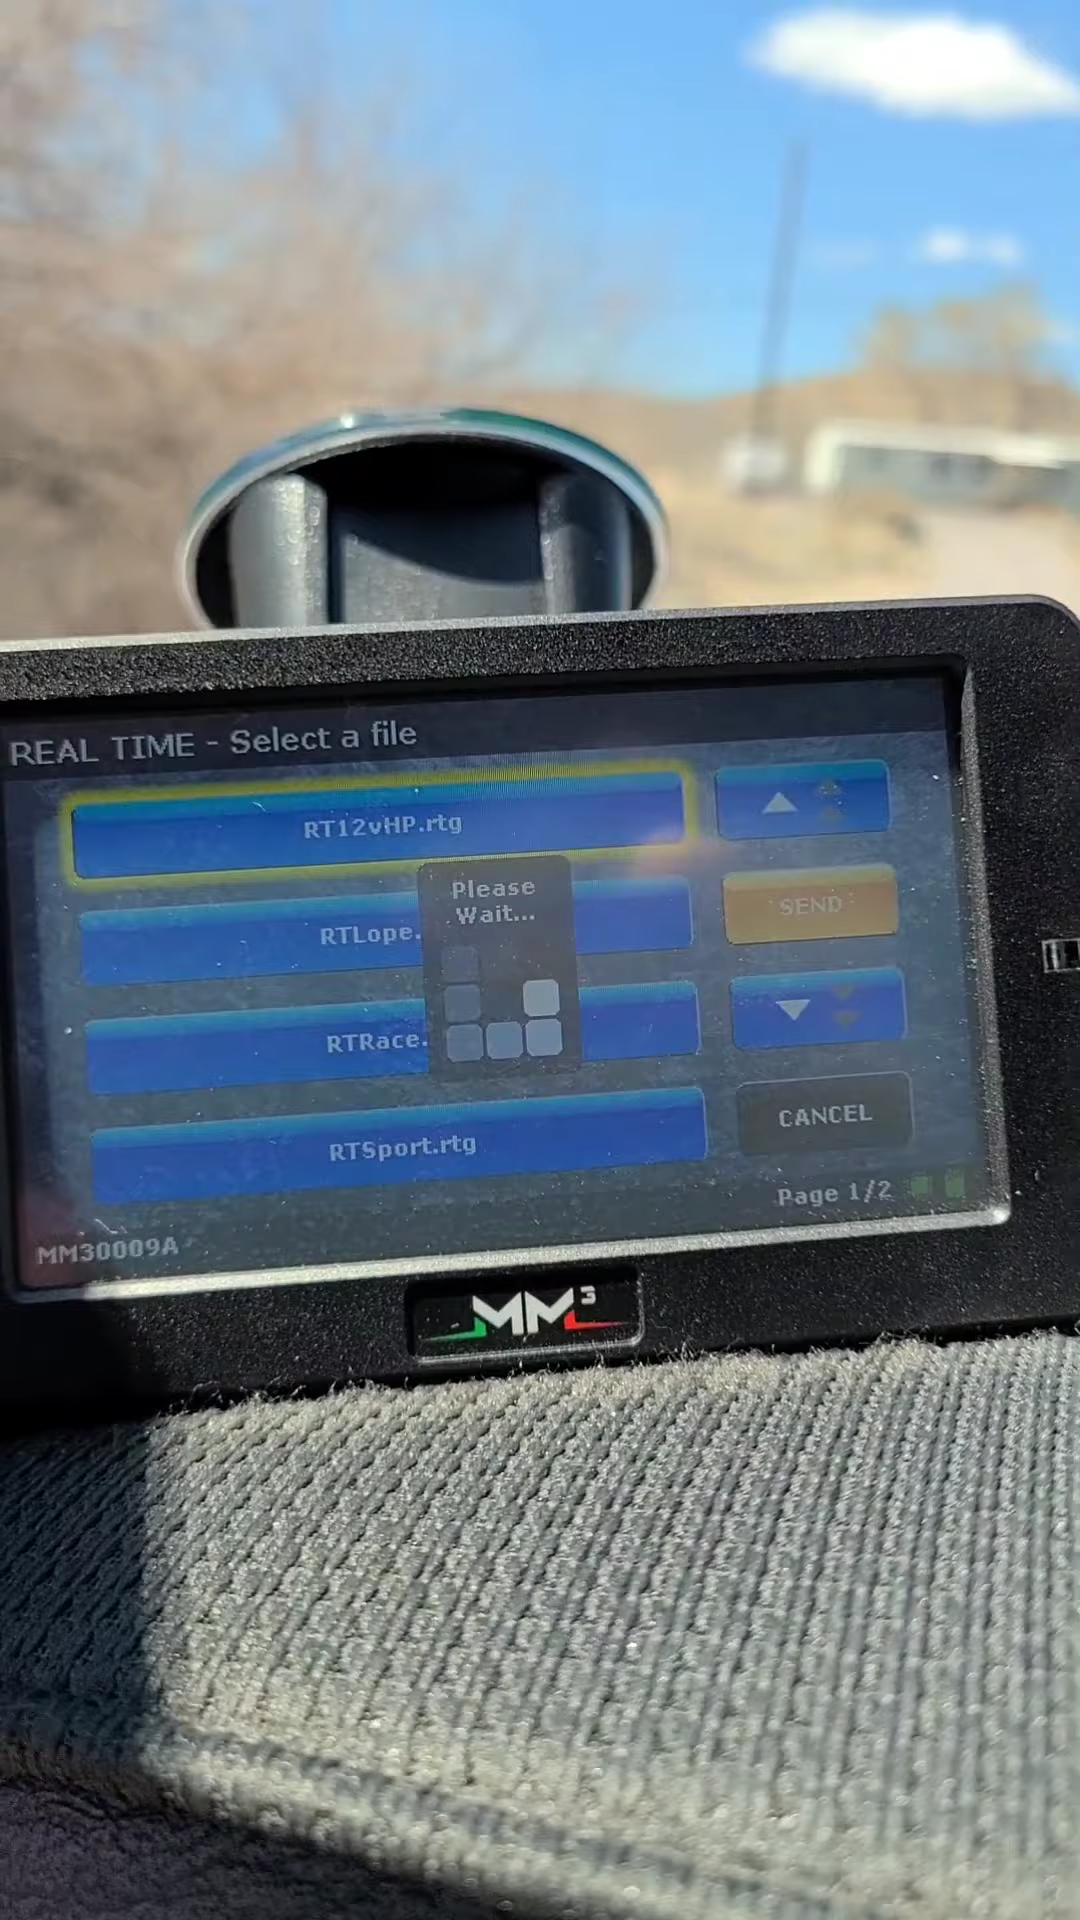 REAL TIME - Select a file
RT12vHP.rtg
Please
Wait...
SEND
RTLope.
RTRace.
CANCEL
RTSport.rtg
Page 1/2
MM30009A
MM3